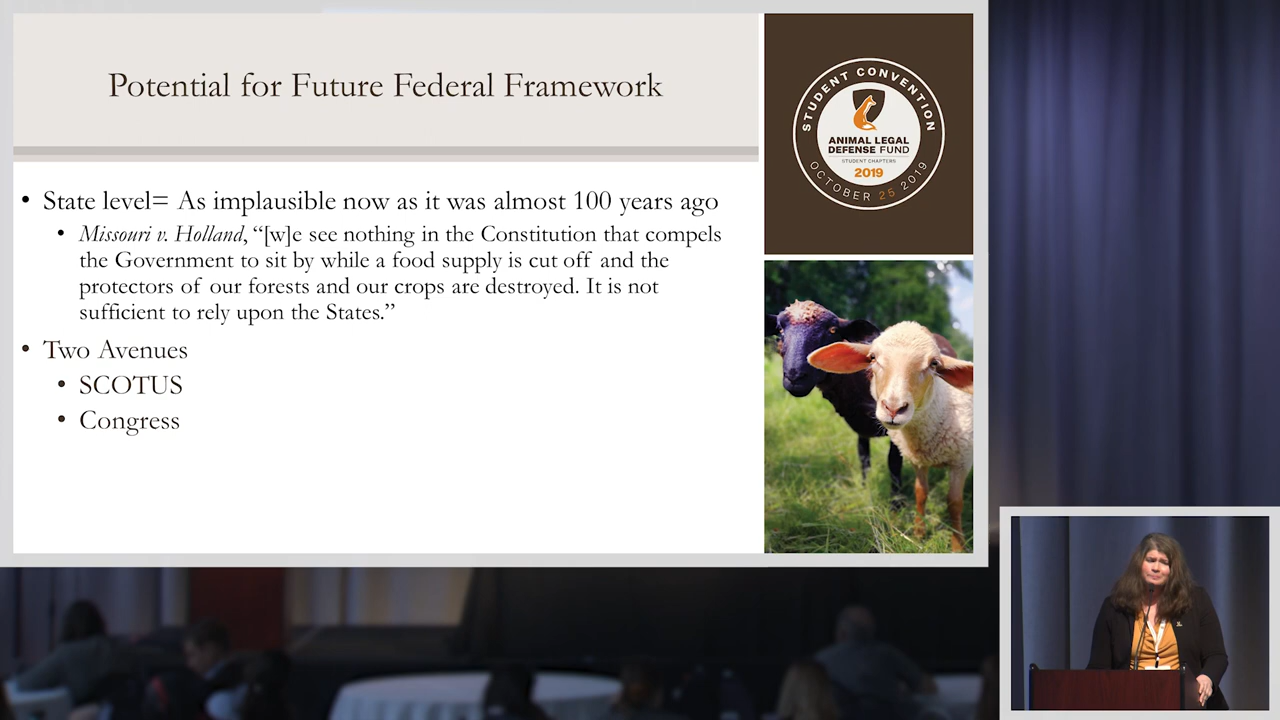 Potential for Future Federal Framework
• State level= As implausible now as it was almost 100 years ago
• Missouri v. Holland, “[w]e see nothing in the Constitution that compels
the Government to sit by while a food supply is cut off and the
protectors of our forests and our crops are destroyed. It is not
sufficient to rely upon the States.”
• Two Avenues
• SCOTUS
• Congress
STUDENT CONVENTION
ANIMAL LEGAL
DEFENSE FUND
STUDENT CHAPTERS
2019
OCTOBER 25 2019